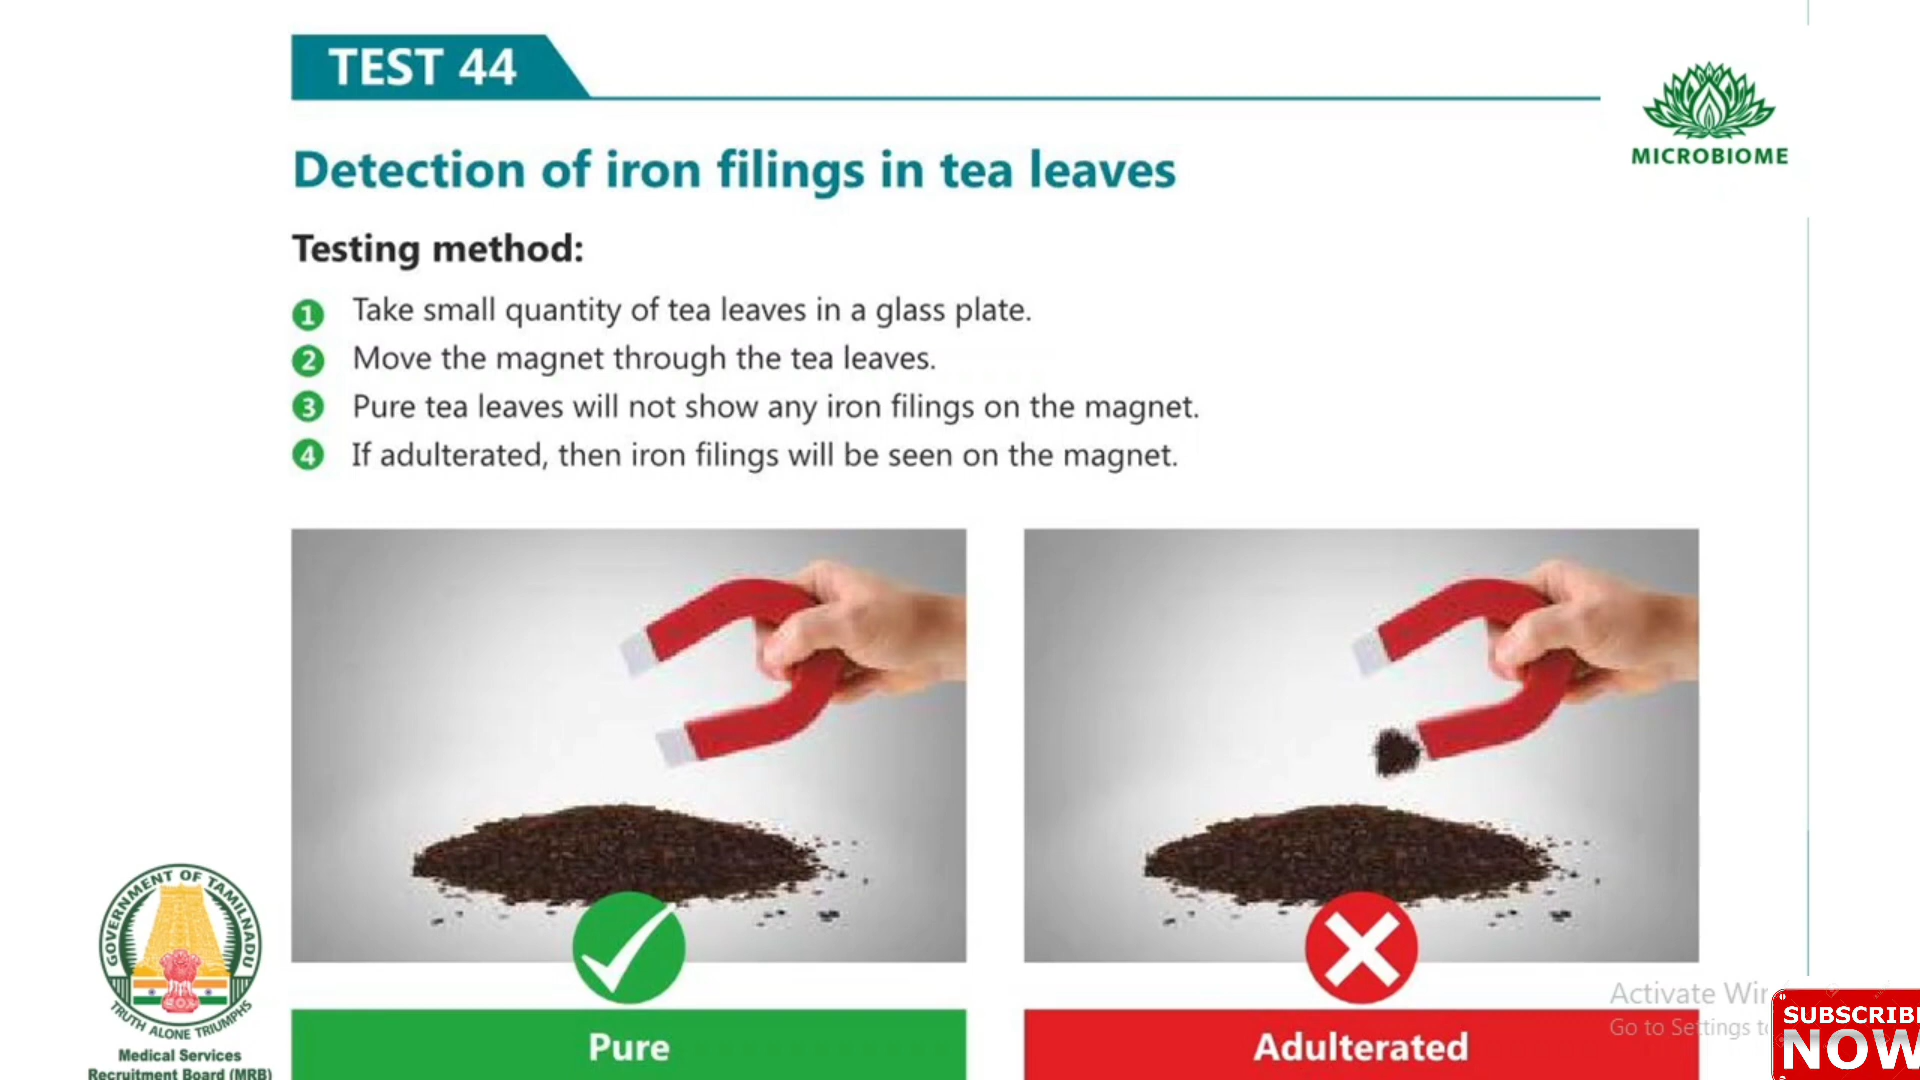 TEST 44
MICROBIOME
Detection of iron filings in tea leaves
Testing method:
1 Take small quantity of tea leaves in a glass plate.
2 Move the magnet through the tea leaves.
3 Pure tea leaves will not show any iron filings on the magnet.
4 If adulterated, then iron filings will be seen on the magnet.
GOVERNMENT OF TAMILNADU
TRUTH ALONE TRIUMPHS
Medical Services
Recruitment Board (MRB)
Pure
Adulterated
Activate Wi
Go to Settings t
SUBSCRIB
NOW